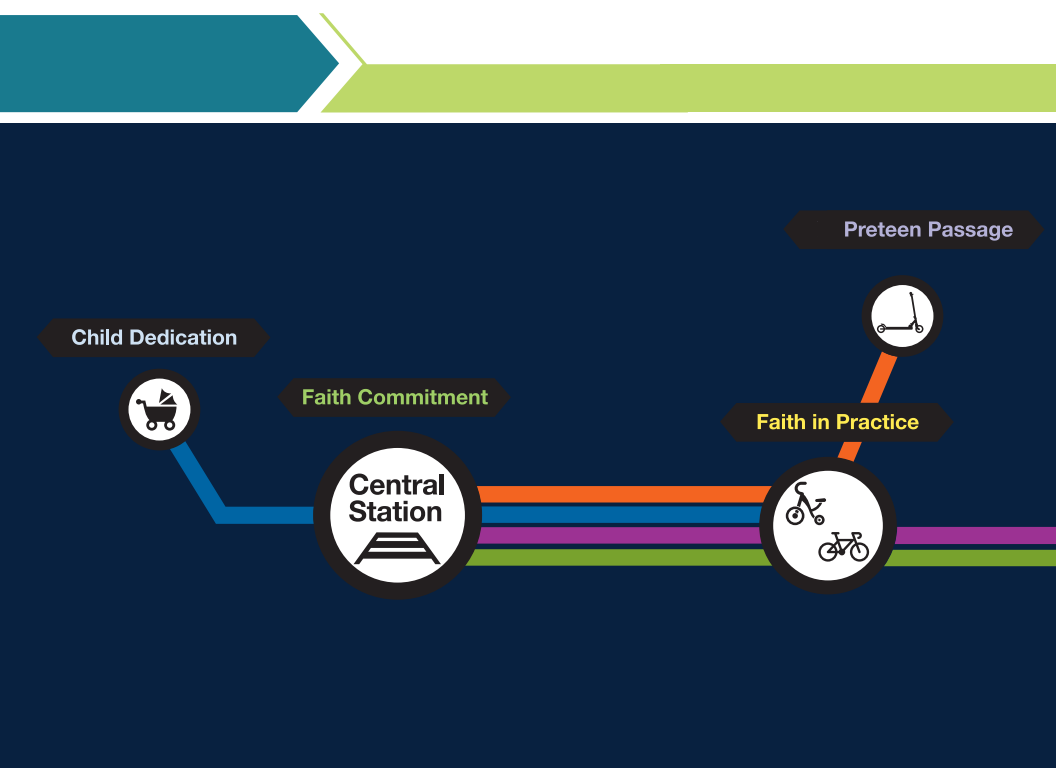 Preteen Passage
Child Dedication
Faith Commitment
Faith in Practice
Central
Station